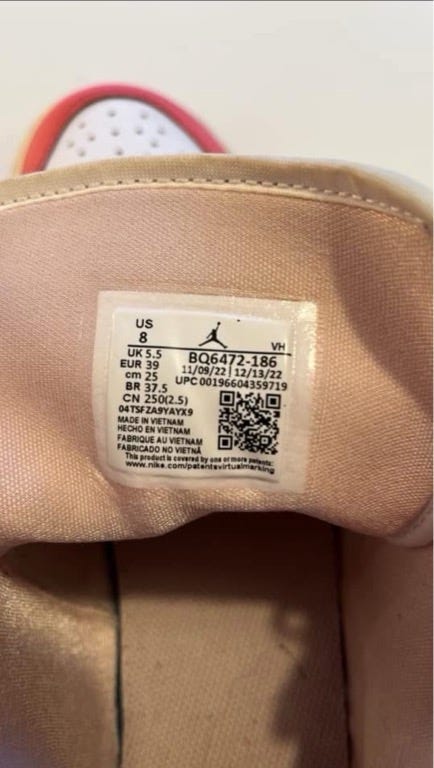 US
8
VH
UK 5.5
BQ6472-186
EUR 39
11/09/22 | 12/13/22
cm 25
UPC 00196604359719
BR 37.5
CN 250(2.5)
04TSFZA9YAYX9
MADE IN VIETNAM
HECHO EN VIETNAM
FABRIQUE AU VIETNAM
FABRICADO NO VIETNÃ
This product is covered by one or more patents:
www.nike.com/patentsvirtualmarking